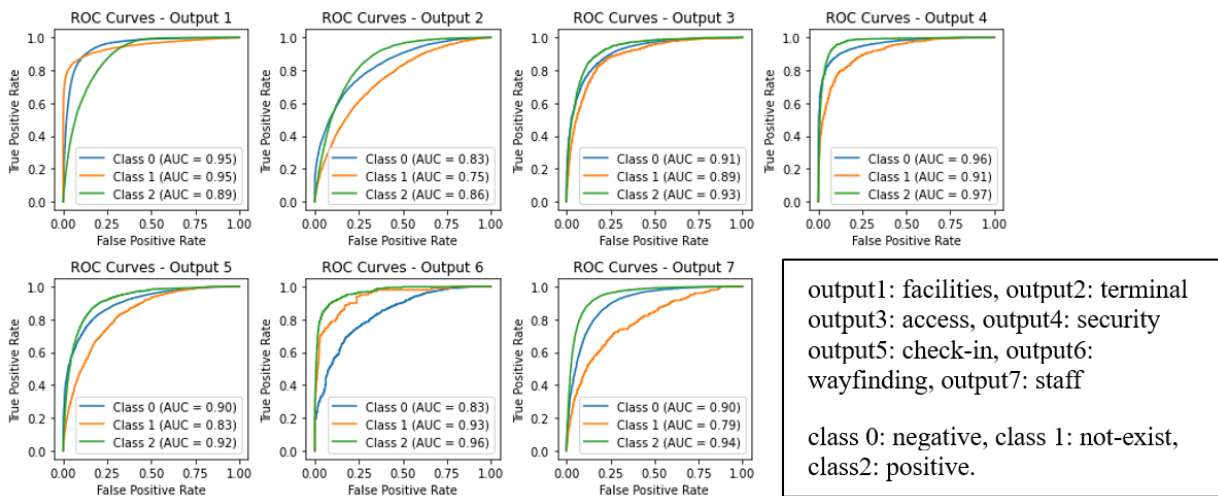 ROC Curves - Output 1
1.0
0.8
0.6
0.4
0.2
0.0
True Positive Rate
Class 0 (AUC = 0.95)
Class 1 (AUC = 0.95)
Class 2 (AUC = 0.89)
0.00 0.25 0.50 0.75 1.00
False Positive Rate
ROC Curves - Output 2
1.0
0.8
0.6
0.4
0.2
0.0
True Positive Rate
Class 0 (AUC = 0.83)
Class 1 (AUC = 0.75)
Class 2 (AUC = 0.86)
0.00 0.25 0.50 0.75 1.00
False Positive Rate
ROC Curves - Output 3
1.0
0.8
0.6
0.4
0.2
0.0
True Positive Rate
Class 0 (AUC = 0.91)
Class 1 (AUC = 0.89)
Class 2 (AUC = 0.93)
0.00 0.25 0.50 0.75 1.00
False Positive Rate
ROC Curves - Output 4
1.0
0.8
0.6
0.4
0.2
0.0
True Positive Rate
Class 0 (AUC = 0.96)
Class 1 (AUC = 0.91)
Class 2 (AUC = 0.97)
0.00 0.25 0.50 0.75 1.00
False Positive Rate
ROC Curves - Output 5
1.0
0.8
0.6
0.4
0.2
0.0
True Positive Rate
Class 0 (AUC = 0.90)
Class 1 (AUC = 0.83)
Class 2 (AUC = 0.92)
0.00 0.25 0.50 0.75 1.00
False Positive Rate
ROC Curves - Output 6
1.0
0.8
0.6
0.4
0.2
0.0
True Positive Rate
Class 0 (AUC = 0.83)
Class 1 (AUC = 0.93)
Class 2 (AUC = 0.96)
0.00 0.25 0.50 0.75 1.00
False Positive Rate
ROC Curves - Output 7
1.0
0.8
0.6
0.4
0.2
0.0
True Positive Rate
Class 0 (AUC = 0.90)
Class 1 (AUC = 0.79)
Class 2 (AUC = 0.94)
0.00 0.25 0.50 0.75 1.00
False Positive Rate
output1: facilities, output2: terminal
output3: access, output4: security
output5: check-in, output6:
wayfinding, output7: staff
class 0: negative, class 1: not-exist,
class2: positive.